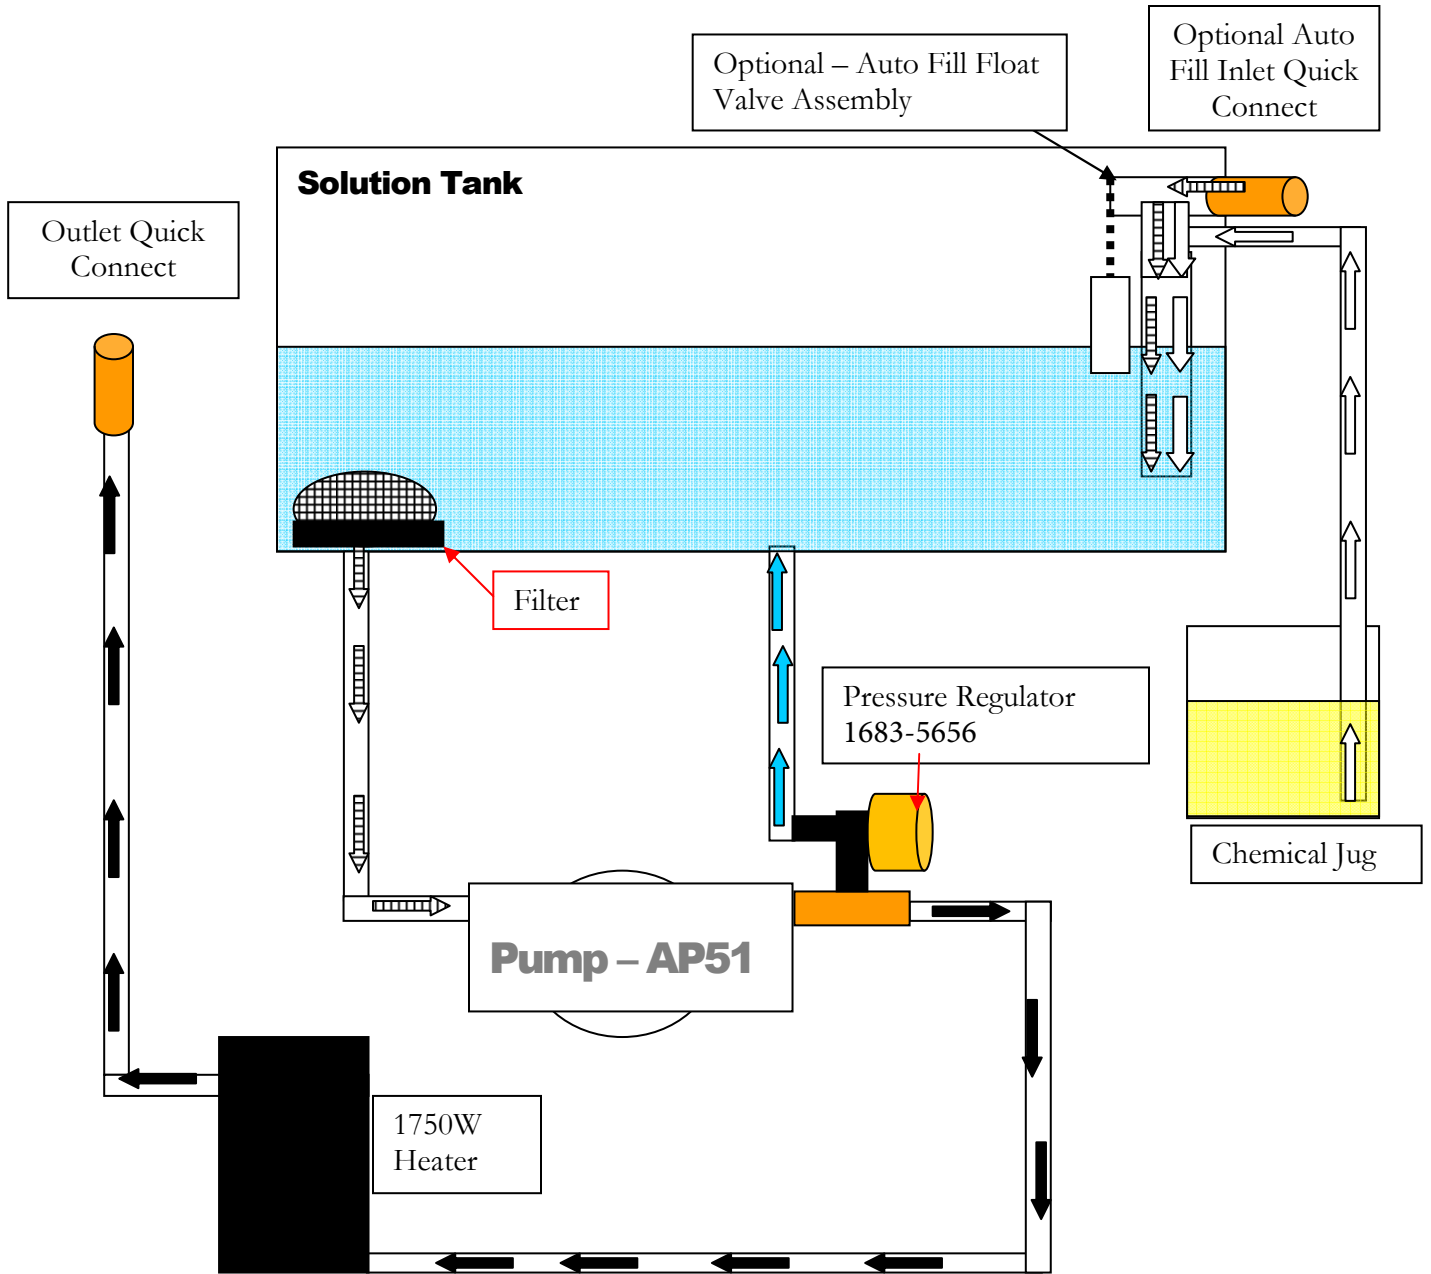 Optional Auto
Fill Inlet Quick
Connect
Optional – Auto Fill Float
Valve Assembly
Solution Tank
Outlet Quick
Connect
Filter
Pressure Regulator
1683-5656
Chemical Jug
Pump – AP51
1750W
Heater